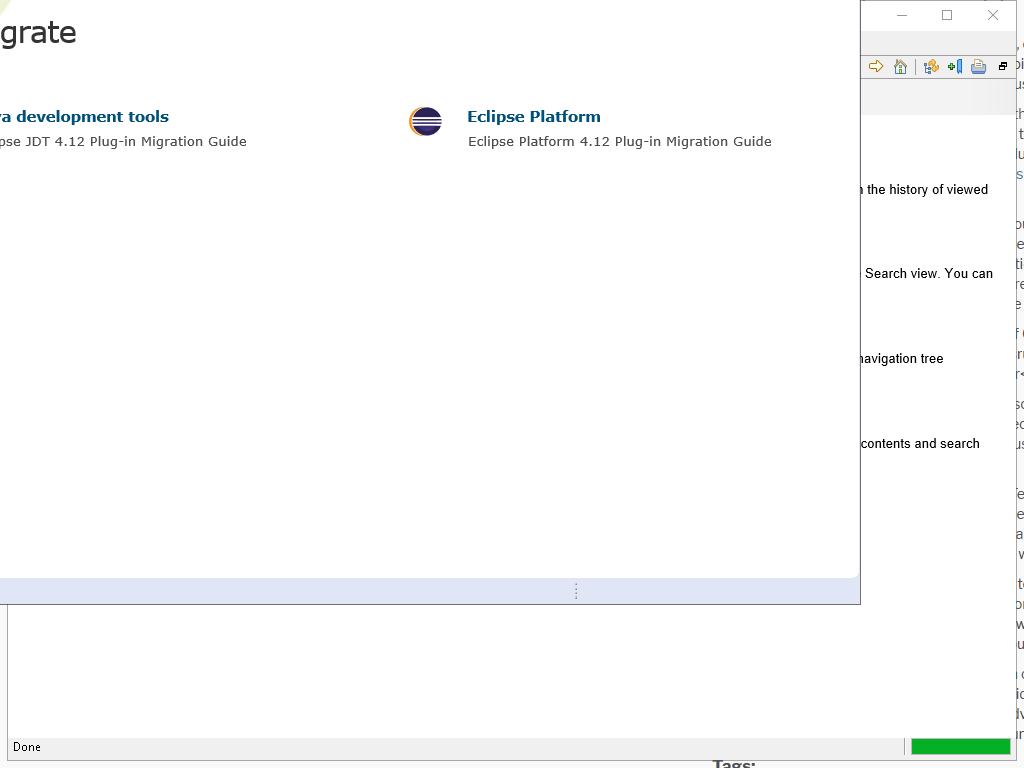 grate
va development tools
Eclipse Platform
pse JDT 4.12 Plug-in Migration Guide
Eclipse Platform 4.12 Plug-in Migration Guide
the history of viewed
Search view. You can
navigation tree
contents and search
Done
Tags: